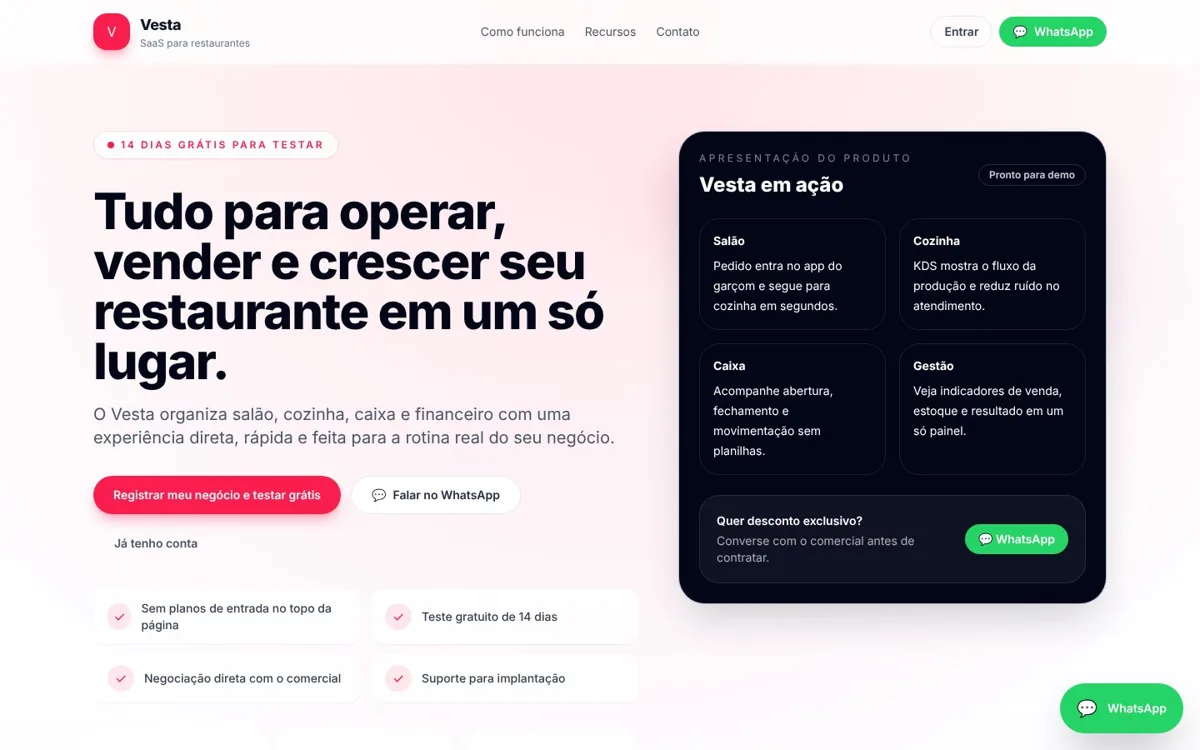 V
Vesta
SaaS para restaurantes
Como funciona
Recursos
Contato
Entrar
💬 WhatsApp
14 DIAS GRÁTIS PARA TESTAR
Tudo para operar,
vender e crescer seu
restaurante em um só
lugar.
O Vesta organiza salão, cozinha, caixa e financeiro com uma
experiência direta, rápida e feita para a rotina real do seu negócio.
Registrar meu negócio e testar grátis
💬 Falar no WhatsApp
Já tenho conta
Sem planos de entrada no topo da
página
Teste gratuito de 14 dias
Negociação direta com o comercial
Suporte para implantação
APRESENTAÇÃO DO PRODUTO
Vesta em ação
Pronto para demo
Salão
Pedido entra no app do
garçom e segue para
cozinha em segundos.
Cozinha
KDS mostra o fluxo da
produção e reduz ruído no
atendimento.
Caixa
Acompanhe abertura,
fechamento e
movimentação sem
planilhas.
Gestão
Veja indicadores de venda,
estoque e resultado em um
só painel.
Quer desconto exclusivo?
Converse com o comercial antes de
contratar.
💬 WhatsApp
💬 WhatsApp